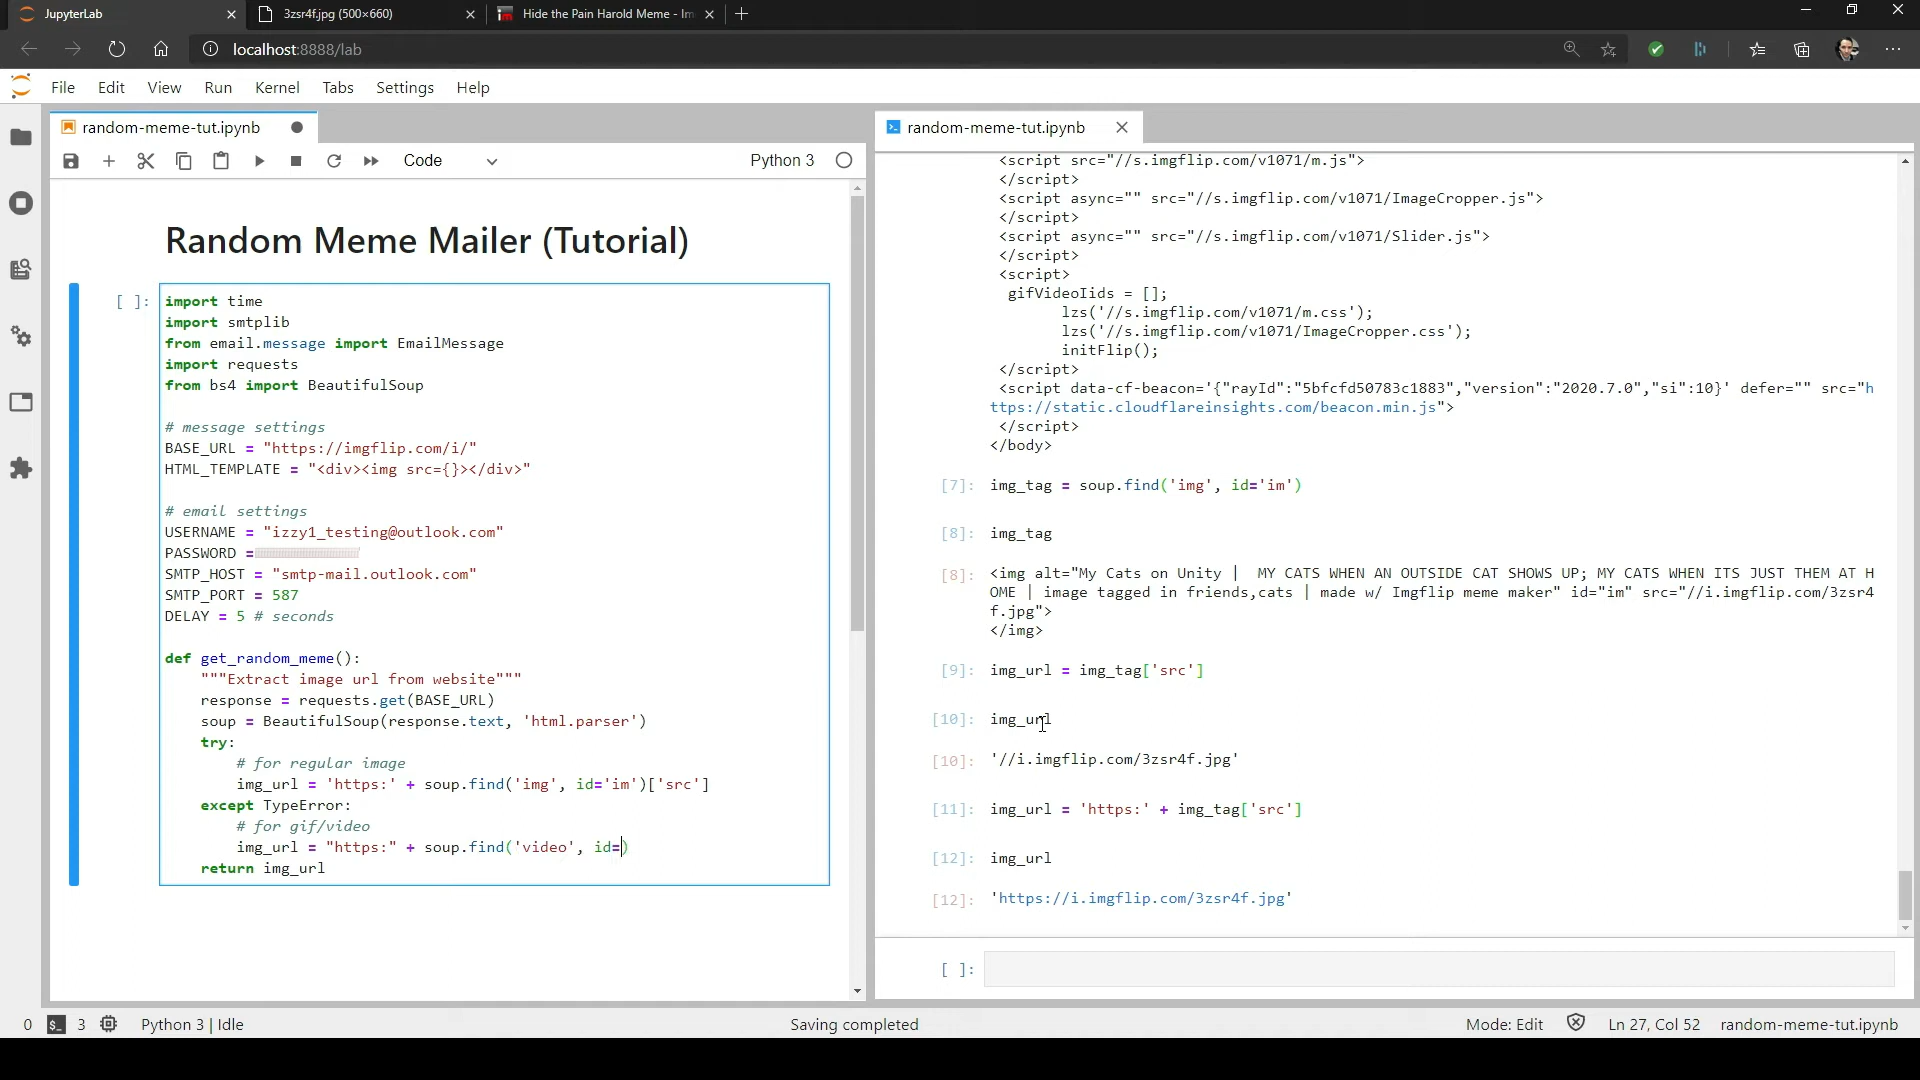 JupyterLab
3zsr4f.jpg (500×660)
Hide the Pain Harold Meme - Im
localhost:8888/lab
File Edit View Run Kernel Tabs Settings Help
random-meme-tut.ipynb
Code
Python 3
Random Meme Mailer (Tutorial)
[ ]:
import time
import smtplib
from email.message import EmailMessage
import requests
from bs4 import BeautifulSoup
# message settings
BASE_URL = "https://imgflip.com/i/"
HTML_TEMPLATE = "<div><img src={}></div>"
# email settings
USERNAME = "izzy1_testing@outlook.com"
PASSWORD =
SMTP_HOST = "smtp-mail.outlook.com"
SMTP_PORT = 587
DELAY = 5 # seconds
def get_random_meme():
"""Extract image url from website"""
response = requests.get(BASE_URL)
soup = BeautifulSoup(response.text, 'html.parser')
try:
# for regular image
img_url = 'https:' + soup.find('img', id='im')['src']
except TypeError:
# for gif/video
img_url = "https:" + soup.find('video', id=)
return img_url
random-meme-tut.ipynb
<script src="//s.imgflip.com/v1071/m.js">
</script>
<script async="" src="//s.imgflip.com/v1071/ImageCropper.js">
</script>
<script async="" src="//s.imgflip.com/v1071/Slider.js">
</script>
<script>
gifVideoIids = [];
lzs('//s.imgflip.com/v1071/m.css');
lzs('//s.imgflip.com/v1071/ImageCropper.css');
initFlip();
</script>
<script data-cf-beacon='{"rayId":"5bfcfd50783c1883","version":"2020.7.0","si":10}' defer="" src="h
ttps://static.cloudflareinsights.com/beacon.min.js">
</script>
</body>
[7]: img_tag = soup.find('img', id='im')
[8]: img_tag
[8]: <img alt="My Cats on Unity | MY CATS WHEN AN OUTSIDE CAT SHOWS UP; MY CATS WHEN ITS JUST THEM AT H
OME | image tagged in friends,cats | made w/ Imgflip meme maker" id="im" src="//i.imgflip.com/3zsr4
f.jpg">
</img>
[9]: img_url = img_tag['src']
[10]: img_url
[10]: '//i.imgflip.com/3zsr4f.jpg'
[11]: img_url = 'https:' + img_tag['src']
[12]: img_url
[12]: 'https://i.imgflip.com/3zsr4f.jpg'
[ ]:
0 $_ 3 Python 3 | Idle
Saving completed
Mode: Edit
Ln 27, Col 52
random-meme-tut.ipynb